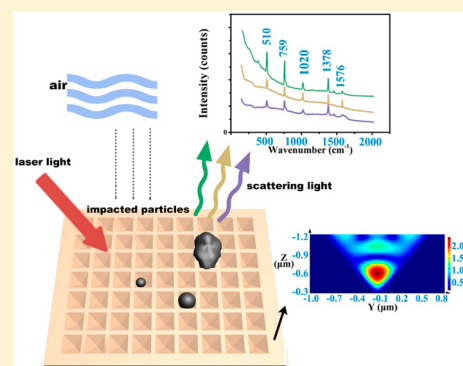 510
759
1020
1378
1576
Intensity (counts)
500 1000 1500 2000
Wavenumber (cm-1)
air
laser light
impacted particles
scattering light
-1.2
Z
(μm)
-0.9
-0.6
-0.3
2.0
1.5
1.0
0.5
-1.0 -0.6 -0.3 -0.1 0.2 0.5 0.8
Y (μm)